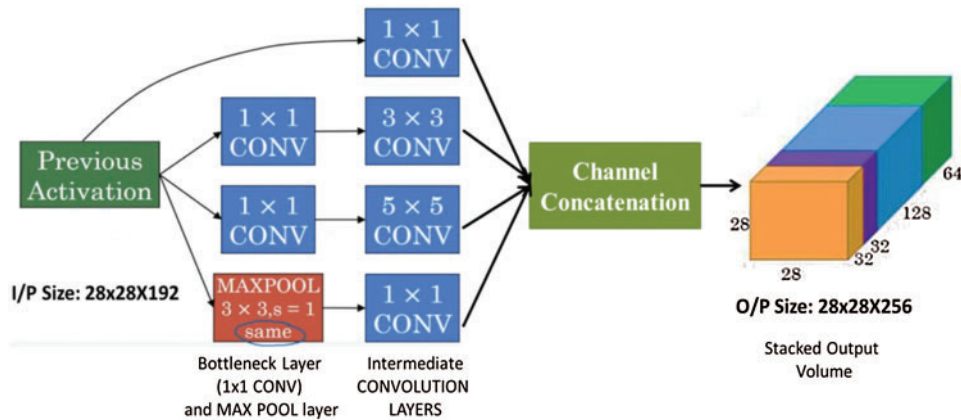 1 × 1
CONV
1 × 1
CONV
3 × 3
CONV
Previous
Activation
1 × 1
CONV
5 × 5
CONV
Channel
Concatenation
MAXPOOL
3 × 3,s = 1
same
1 × 1
CONV
I/P Size: 28x28X192
28
28
32
32
128
64
O/P Size: 28x28X256
Stacked Output
Volume
Bottleneck Layer
(1x1 CONV)
and MAX POOL layer
Intermediate
CONVOLUTION
LAYERS